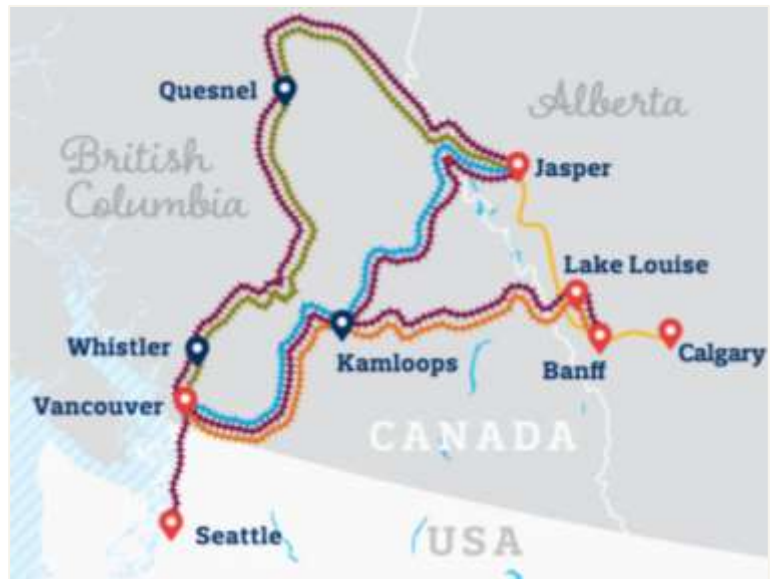 Quesnel
Alberta
British
Columbia
Jasper
Lake Louise
Whistler
Kamloops
Banff
Calgary
Vancouver
CANADA
Seattle
USA